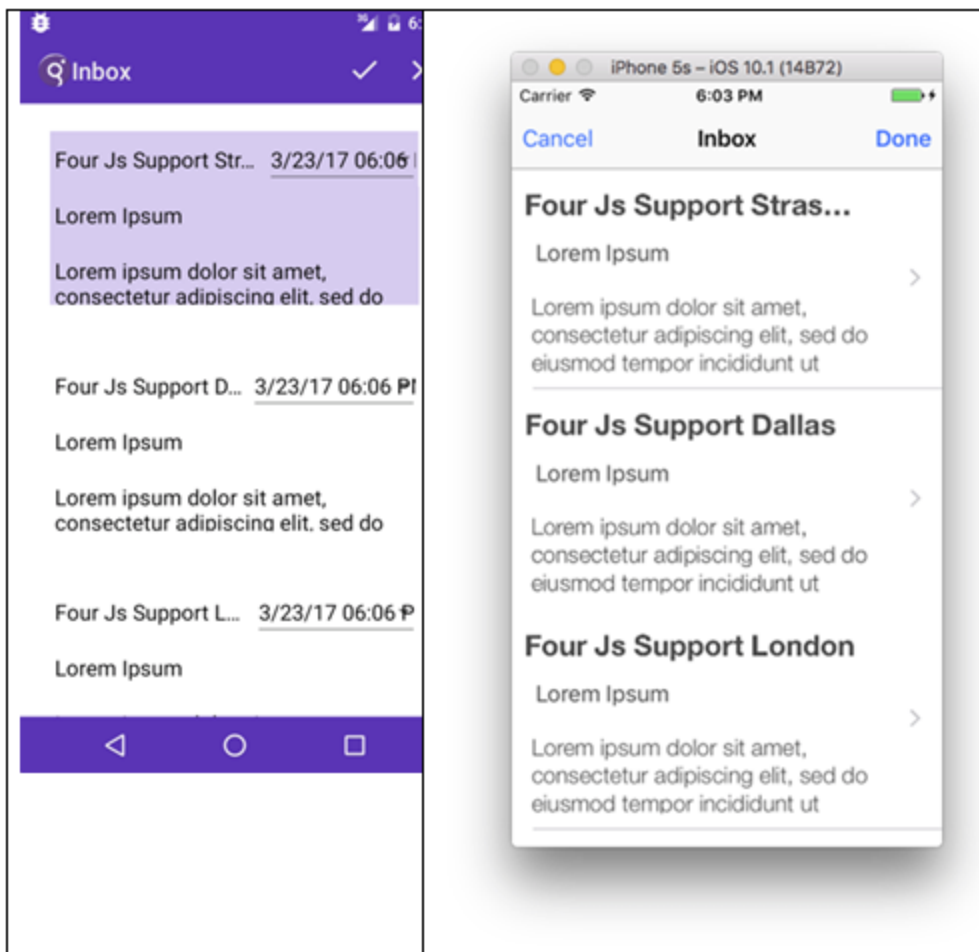 6:
Inbox
Four Js Support Str... 3/23/17 06:06
Lorem Ipsum
Lorem ipsum dolor sit amet,
consectetur adipiscing elit, sed do
Four Js Support D... 3/23/17 06:06 PM
Lorem Ipsum
Lorem ipsum dolor sit amet,
consectetur adipiscing elit, sed do
Four Js Support L... 3/23/17 06:06 P
Lorem Ipsum
iPhone 5s – iOS 10.1 (14B72)
Carrier 6:03 PM
Cancel Inbox Done
Four Js Support Stras...
Lorem Ipsum
Lorem ipsum dolor sit amet,
consectetur adipiscing elit, sed do
eiusmod tempor incididunt ut
Four Js Support Dallas
Lorem Ipsum
Lorem ipsum dolor sit amet,
consectetur adipiscing elit, sed do
eiusmod tempor incididunt ut
Four Js Support London
Lorem Ipsum
Lorem ipsum dolor sit amet,
consectetur adipiscing elit, sed do
eiusmod tempor incididunt ut